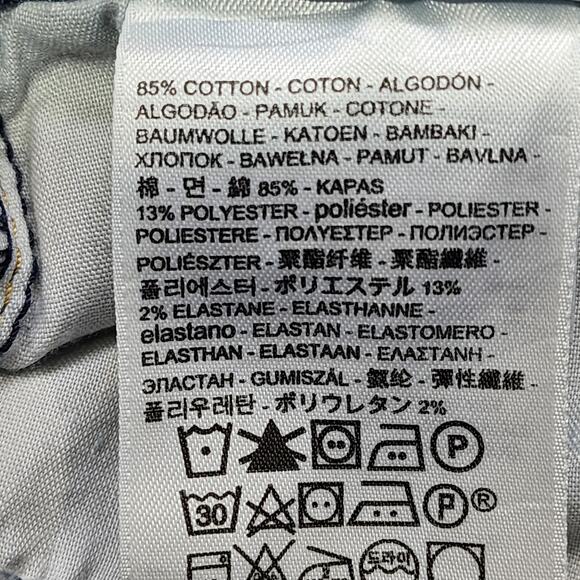 85% COTTON - COTON - ALGODÓN -
ALGODÃO - PAMUK - COTONE -
BAUMWOLLE - KATOEN - BAMBAKI -
ХЛОПОК - BAWEŁNA - PAMUT - BAVLNA -
棉 - 면 - 綿 85% - KAPAS
13% POLYESTER - poliéster - POLIESTER -
POLIESTERE - ΠΟΛΥΕΣΤΕΡ - ПОЛИЭСТЕР -
POLIÉSZTER - 聚酯纤维 - 聚酯纖維 -
폴리에스터 - ポリエステル 13%
2% ELASTANE - ELASTHANNE -
elastano - ELASTAN - ELASTOMERO -
ELASTHAN - ELASTAAN - ΕΛΑΣΤΑΝΗ -
ЭЛАСТАН - GUMISZÁL - 氨纶 - 彈性纖維 -
폴리우레탄 - ポリウレタン 2%
P
30 P ®
드라이